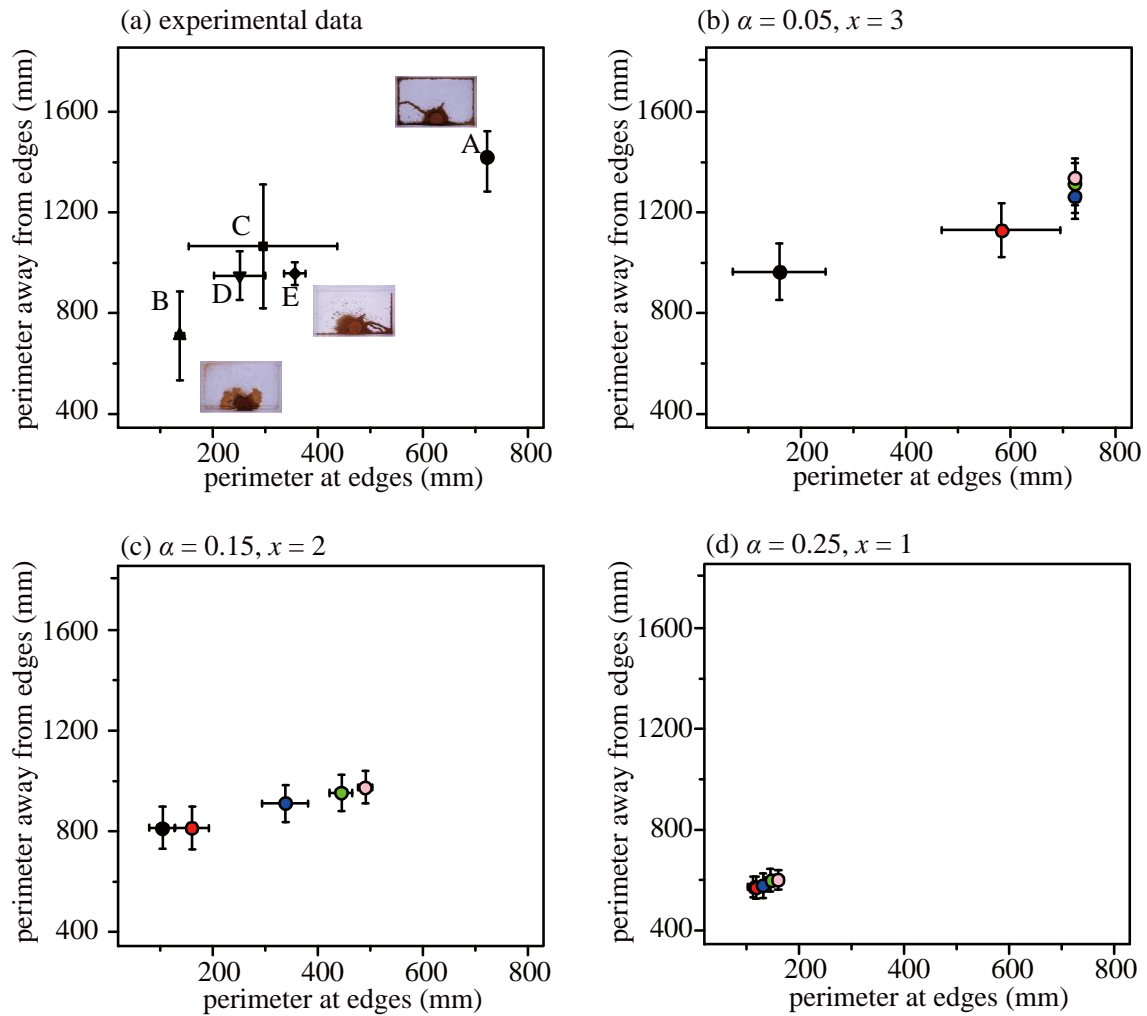 (a) experimental data
perimeter away from edges (mm)
1600
1200
800
400
A
C
D
E
B
200 400 600 800
perimeter at edges (mm)
(b) α = 0.05, x = 3
perimeter away from edges (mm)
1600
1200
800
400
200 400 600 800
perimeter at edges (mm)
(c) α = 0.15, x = 2
perimeter away from edges (mm)
1600
1200
800
400
200 400 600 800
perimeter at edges (mm)
(d) α = 0.25, x = 1
perimeter away from edges (mm)
1600
1200
800
400
200 400 600 800
perimeter at edges (mm)